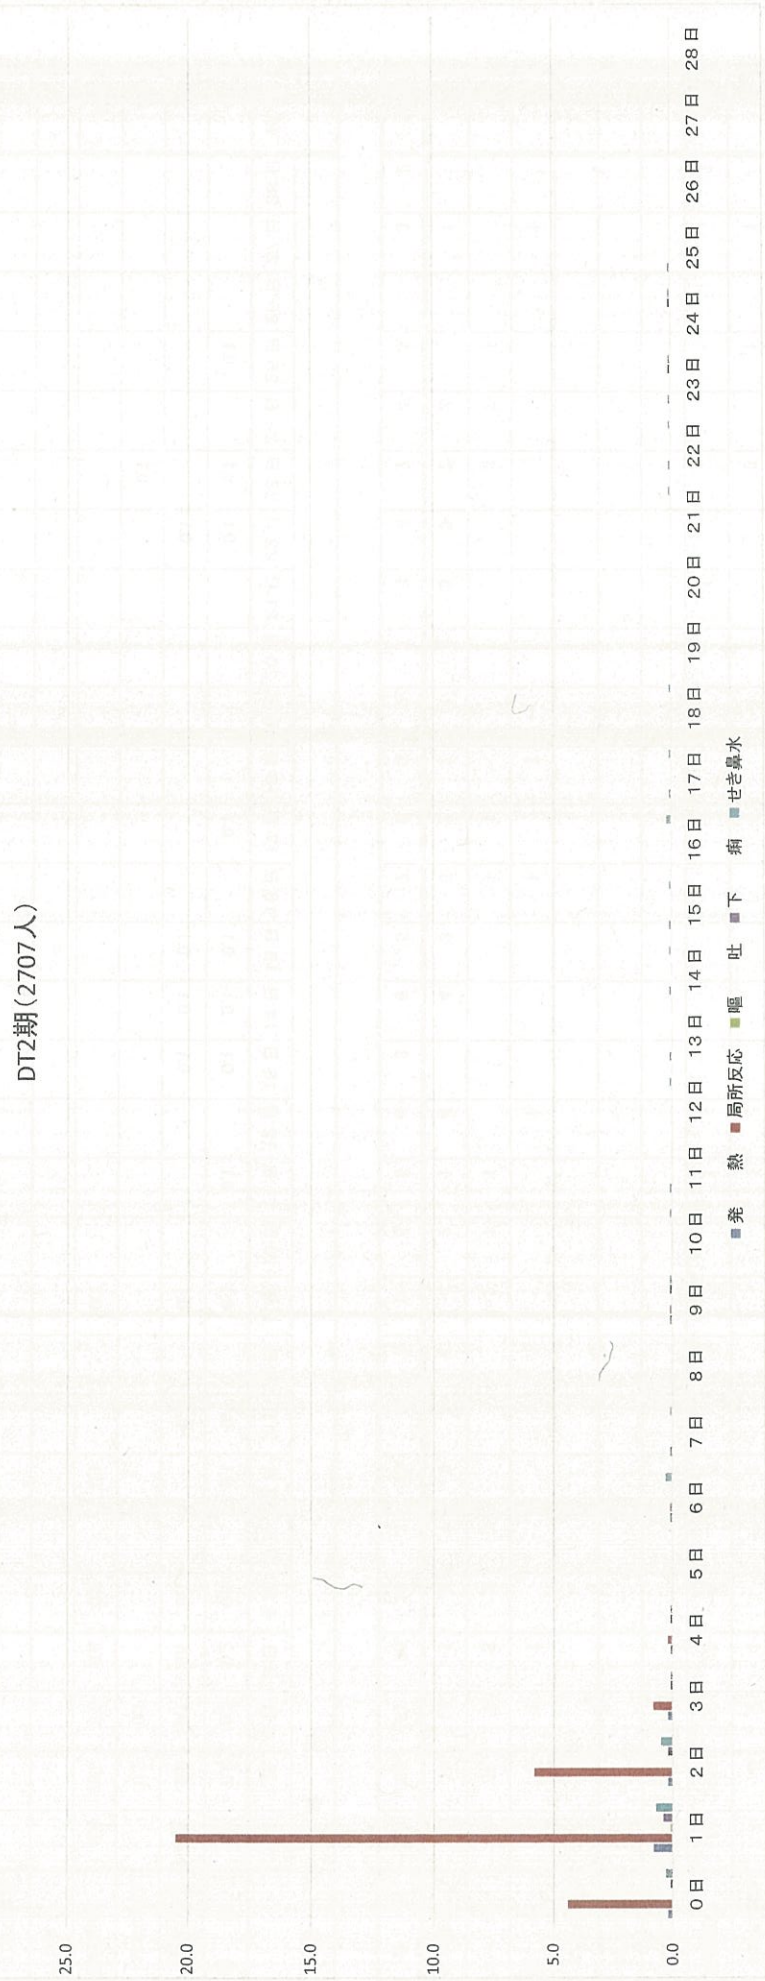 DT2期(2707人)
25.0
20.0
15.0
10.0
5.0
0.0
0日 1日 2日 3日 4日 5日 6日 7日 8日 9日 10日 11日 12日 13日 14日 15日 16日 17日 18日 19日 20日 21日 22日 23日 24日 25日 26日 27日 28日
発 熱 局所反応 嘔 吐 下 痢 せき鼻水